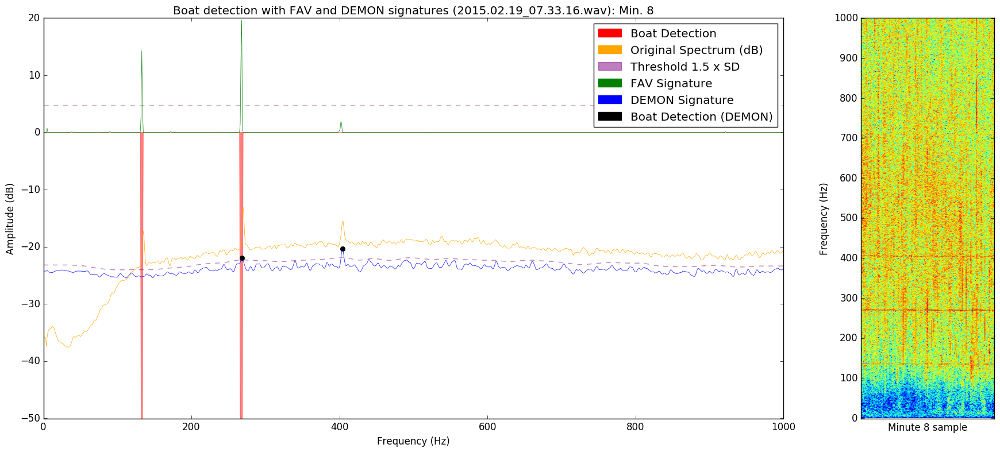 Boat detection with FAV and DEMON signatures (2015.02.19_07.33.16.wav): Min. 8
20
10
0
−10
−20
−30
−40
−50
Amplitude (dB)
0
200
400
600
800
1000
Frequency (Hz)
Boat Detection
Original Spectrum (dB)
Threshold 1.5 x SD
FAV Signature
DEMON Signature
Boat Detection (DEMON)
1000
900
800
700
600
500
400
300
200
100
0
Frequency (Hz)
Minute 8 sample